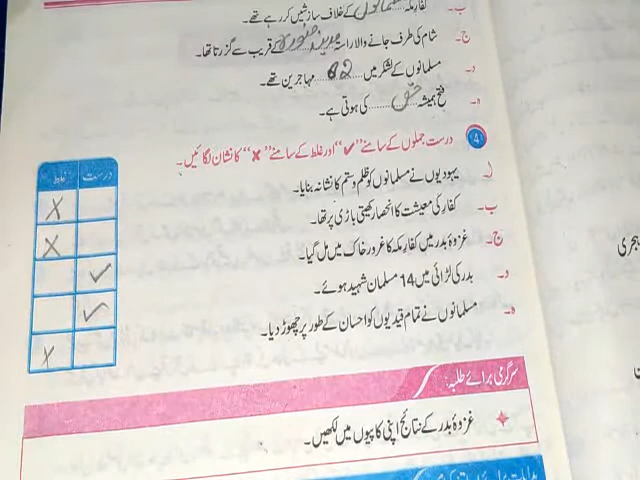 ب۔ کفارِ مکہ مسلمانوں کے خلاف سازشیں کر رہے تھے۔
ج۔ شام کی طرف جانے والا راستہ مدینہ منورہ کے قریب سے گزرتا تھا۔
د۔ مسلمانوں کے لشکر میں 82 مہاجرین تھے۔
ہ۔ فتح ہمیشہ حق کی ہوتی ہے۔
4 درست جملوں کے سامنے "✓" اور غلط کے سامنے "✗" کا نشان لگائیں۔
درست غلط
ا۔ یہودیوں نے مسلمانوں کو ظلم و ستم کا نشانہ بنایا۔ ✗
ب۔ کفار کی معیشت کا انحصار کھیتی باڑی پر تھا۔ ✗
ج۔ غزوۂ بدر میں کفارِ مکہ کا غرور خاک میں مل گیا۔ ✓
د۔ بدر کی لڑائی میں 14 مسلمان شہید ہوئے۔ ✓
ہ۔ مسلمانوں نے تمام قیدیوں کو احسان کے طور پر چھوڑ دیا۔ ✗
سرگرمی برائے طلبہ:
غزوۂ بدر کے نتائج اپنی کاپیوں میں لکھیں۔
ہجری